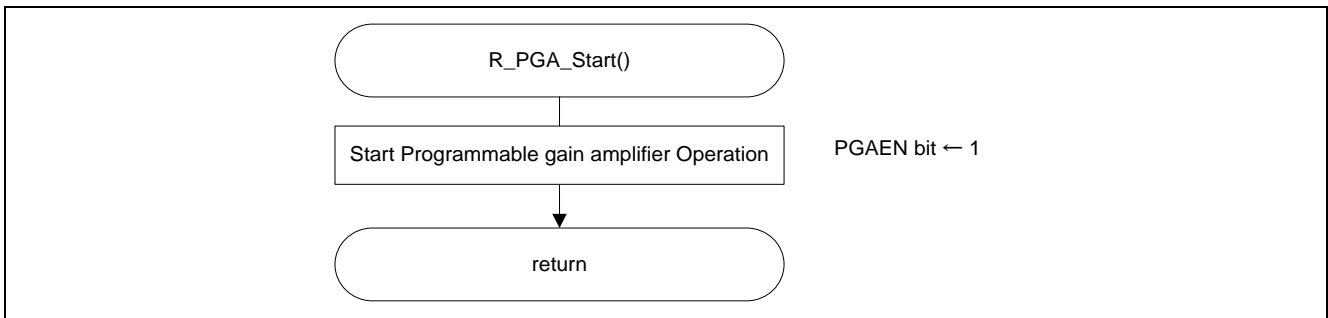 R_PGA_Start()
Start Programmable gain amplifier Operation
PGAEN bit ← 1
return